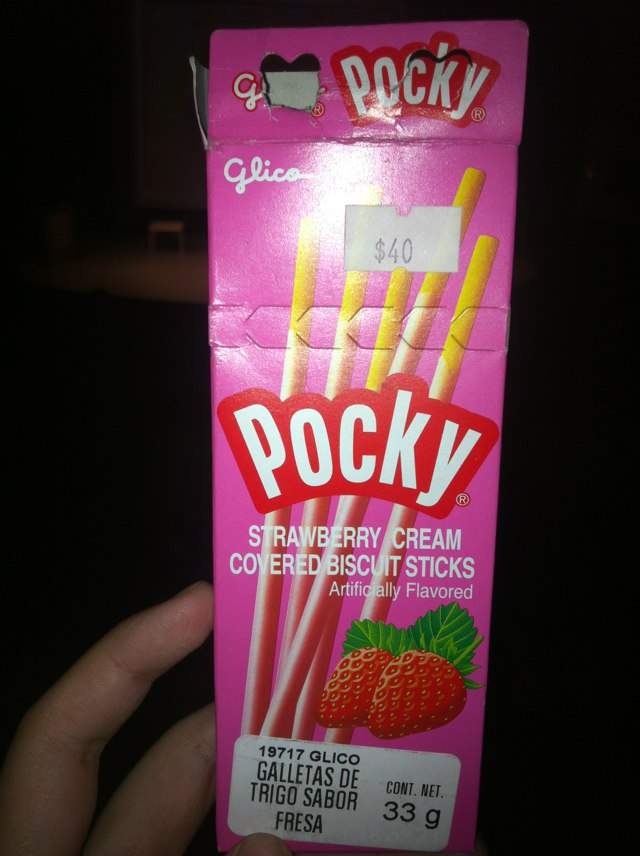 G ®
Pocky®
Glico
$40
Pocky®
STRAWBERRY CREAM
COVERED BISCUIT STICKS
Artificially Flavored
19717 GLICO
GALLETAS DE
TRIGO SABOR
FRESA
CONT. NET.
33 g